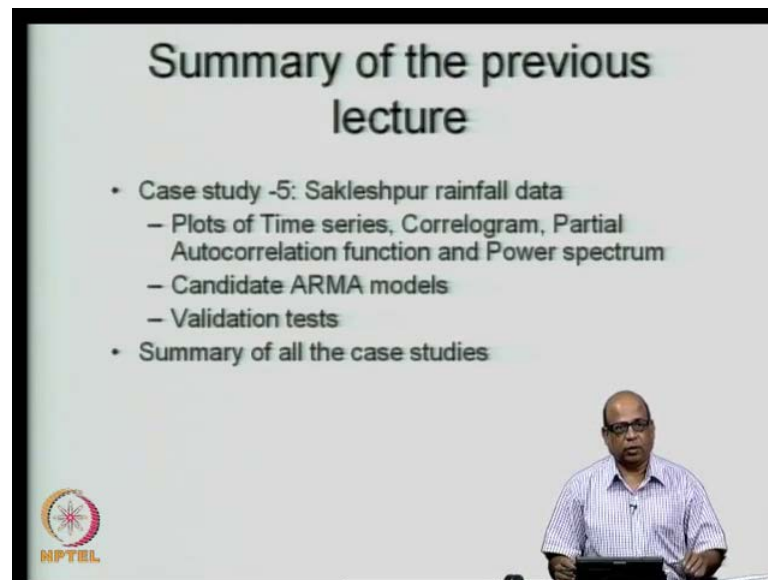 Summary of the previous
lecture
• Case study -5: Sakleshpur rainfall data
– Plots of Time series, Correlogram, Partial
Autocorrelation function and Power spectrum
– Candidate ARMA models
– Validation tests
• Summary of all the case studies
NPTEL